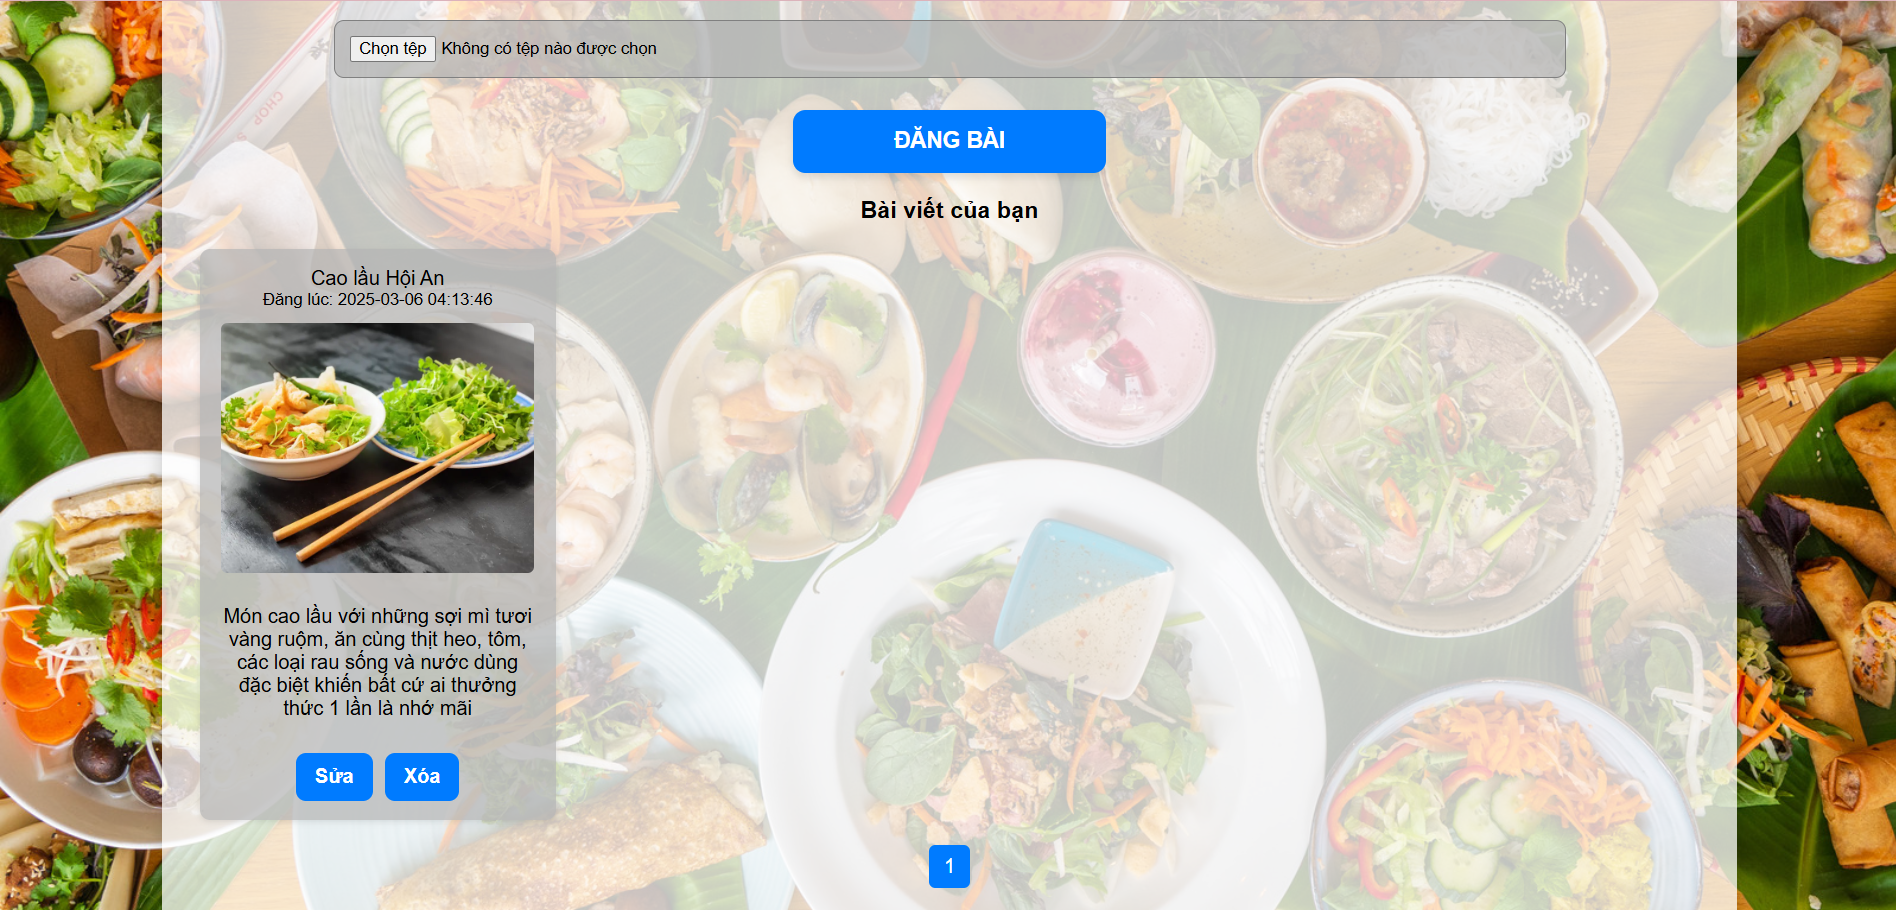 Chọn tệp Không có tệp nào được chọn
ĐĂNG BÀI
Bài viết của bạn
Cao lầu Hội An
Đăng lúc: 2025-03-06 04:13:46
Món cao lầu với những sợi mì tươi
vàng ruộm, ăn cùng thịt heo, tôm,
các loại rau sống và nước dùng
đặc biệt khiến bất cứ ai thưởng
thức 1 lần là nhớ mãi
Sửa Xóa
1
CHOP